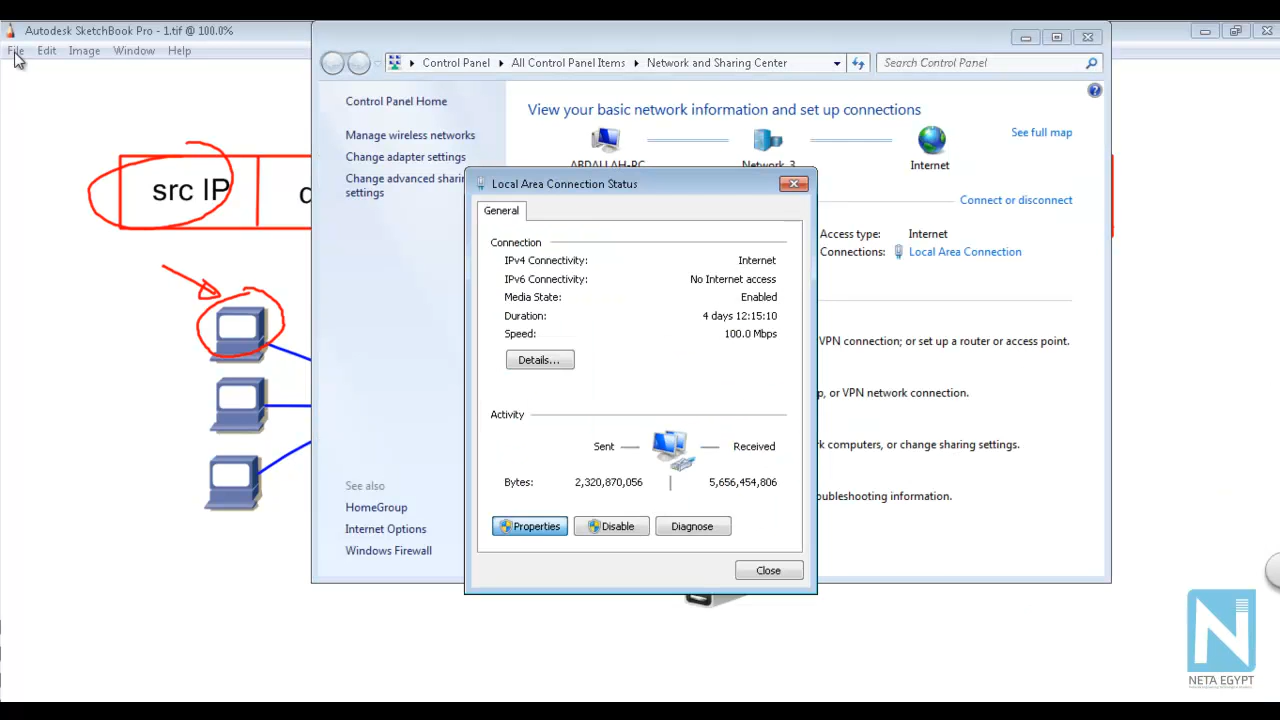 Autodesk SketchBook Pro - 1.tif @ 100.0%
File Edit Image Window Help
Control Panel All Control Panel Items Network and Sharing Center
Search Control Panel
Control Panel Home
Manage wireless networks
Change adapter settings
Change advanced sharin
settings
View your basic network information and set up connections
See full map
ABDALLAH-PC Network 3 Internet
src IP
Connect or disconnect
Access type: Internet
Connections: Local Area Connection
Local Area Connection Status
General
Connection
IPv4 Connectivity: Internet
IPv6 Connectivity: No Internet access
Media State: Enabled
Duration: 4 days 12:15:10
Speed: 100.0 Mbps
Details...
Activity
Sent Received
Bytes: 2,320,870,056 5,656,454,806
Properties Disable Diagnose
Close
VPN connection; or set up a router or access point.
p, or VPN network connection.
k computers, or change sharing settings.
oubleshooting information.
See also
HomeGroup
Internet Options
Windows Firewall
N
NETA EGYPT